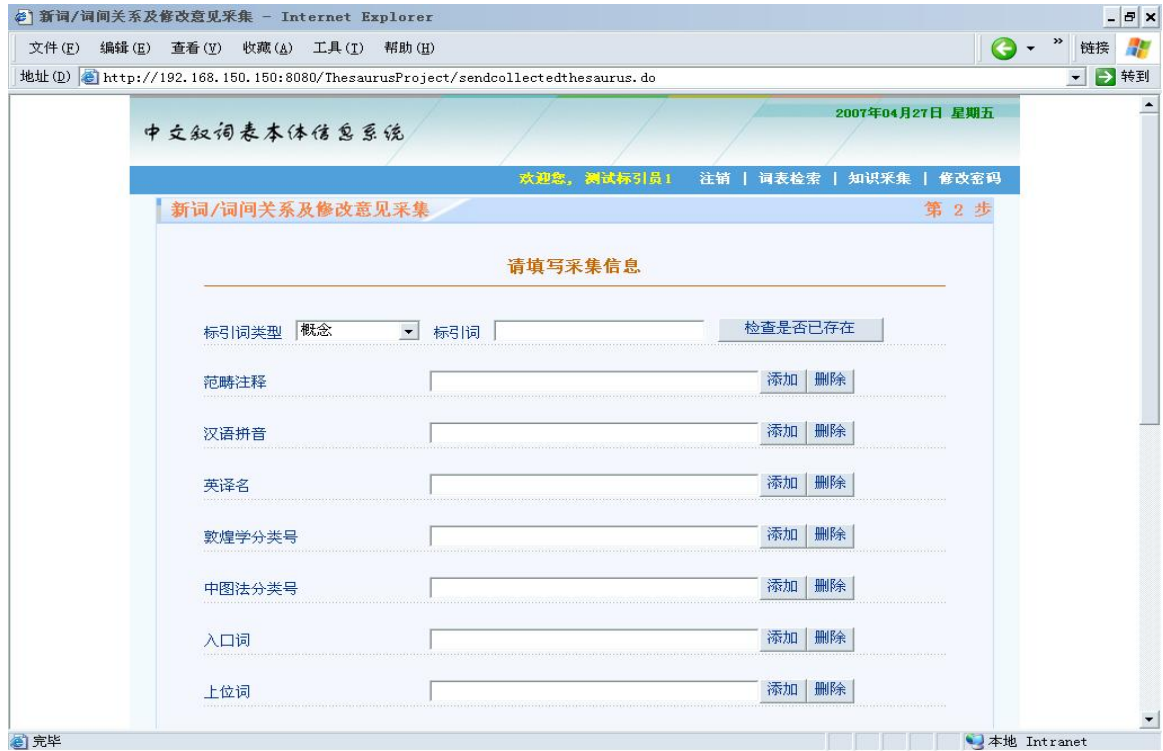 新词/词间关系及修改意见采集 - Internet Explorer
文件(F) 编辑(E) 查看(V) 收藏(A) 工具(T) 帮助(H) » 链接
地址(D) http://192.168.150.150:8080/ThesaurusProject/sendcollectedthesaurus.do 转到
2007年04月27日 星期五
中文叙词表本体信息系统
欢迎您, 测试标引员1 注销 | 词表检索 | 知识采集 | 修改密码
新词/词间关系及修改意见采集 第 2 步
请填写采集信息
标引词类型 概念 标引词 检查是否已存在
范畴注释 添加 删除
汉语拼音 添加 删除
英译名 添加 删除
敦煌学分类号 添加 删除
中图法分类号 添加 删除
入口词 添加 删除
上位词 添加 删除
完毕 本地 Intranet